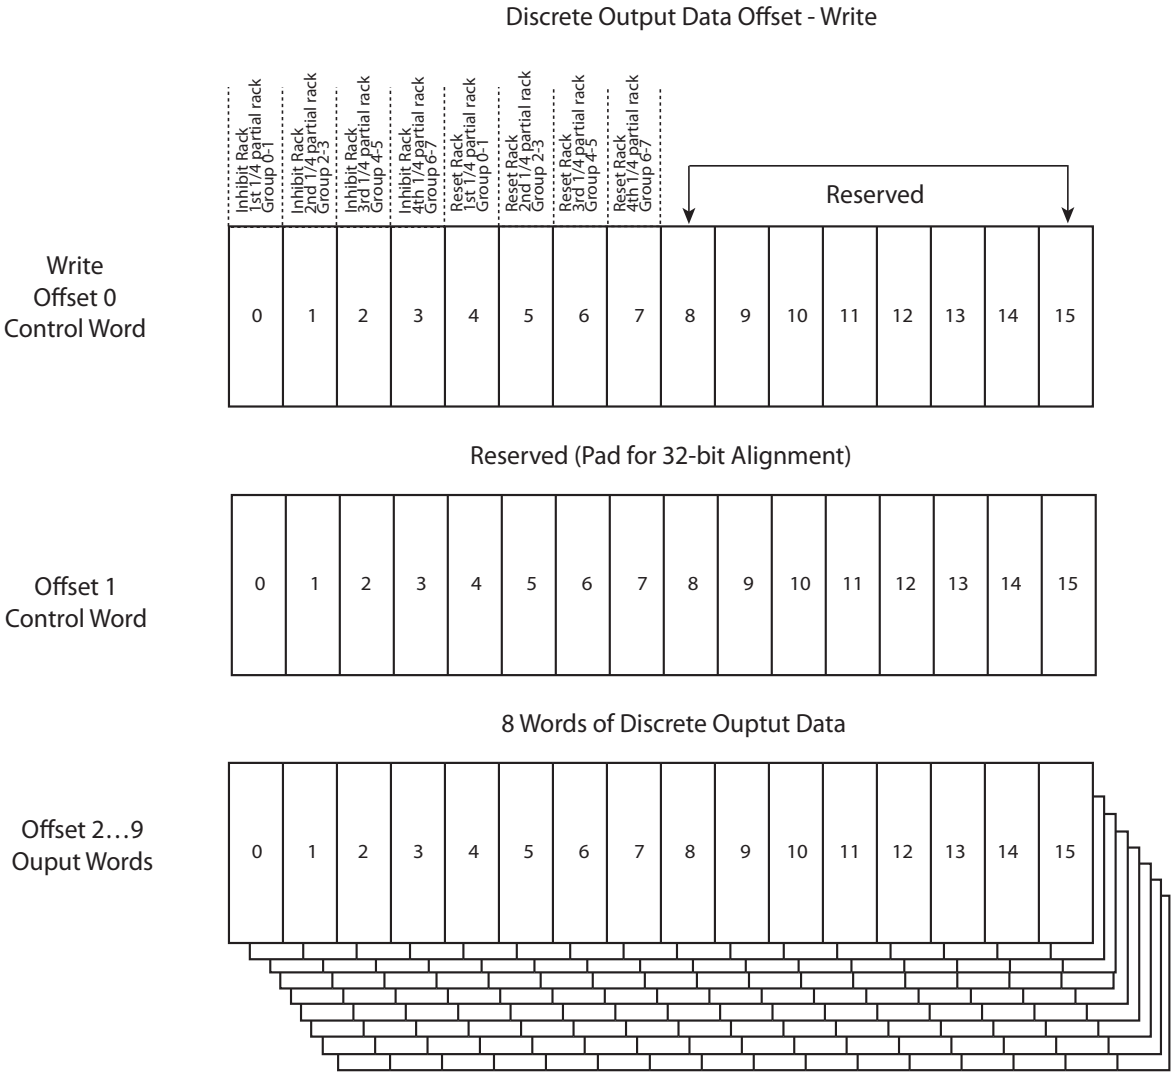 Discrete Output Data Offset - Write
Inhibit Rack
1st 1/4 partial rack
Group 0-1
Inhibit Rack
2nd 1/4 partial rack
Group 2-3
Inhibit Rack
3rd 1/4 partial rack
Group 4-5
Inhibit Rack
4th 1/4 partial rack
Group 6-7
Reset Rack
1st 1/4 partial rack
Group 0-1
Reset Rack
2nd 1/4 partial rack
Group 2-3
Reset Rack
3rd 1/4 partial rack
Group 4-5
Reset Rack
4th 1/4 partial rack
Group 6-7
Reserved
Write
Offset 0
Control Word
0 1 2 3 4 5 6 7 8 9 10 11 12 13 14 15
Reserved (Pad for 32-bit Alignment)
Offset 1
Control Word
0 1 2 3 4 5 6 7 8 9 10 11 12 13 14 15
8 Words of Discrete Ouptut Data
Offset 2…9
Ouput Words
0 1 2 3 4 5 6 7 8 9 10 11 12 13 14 15